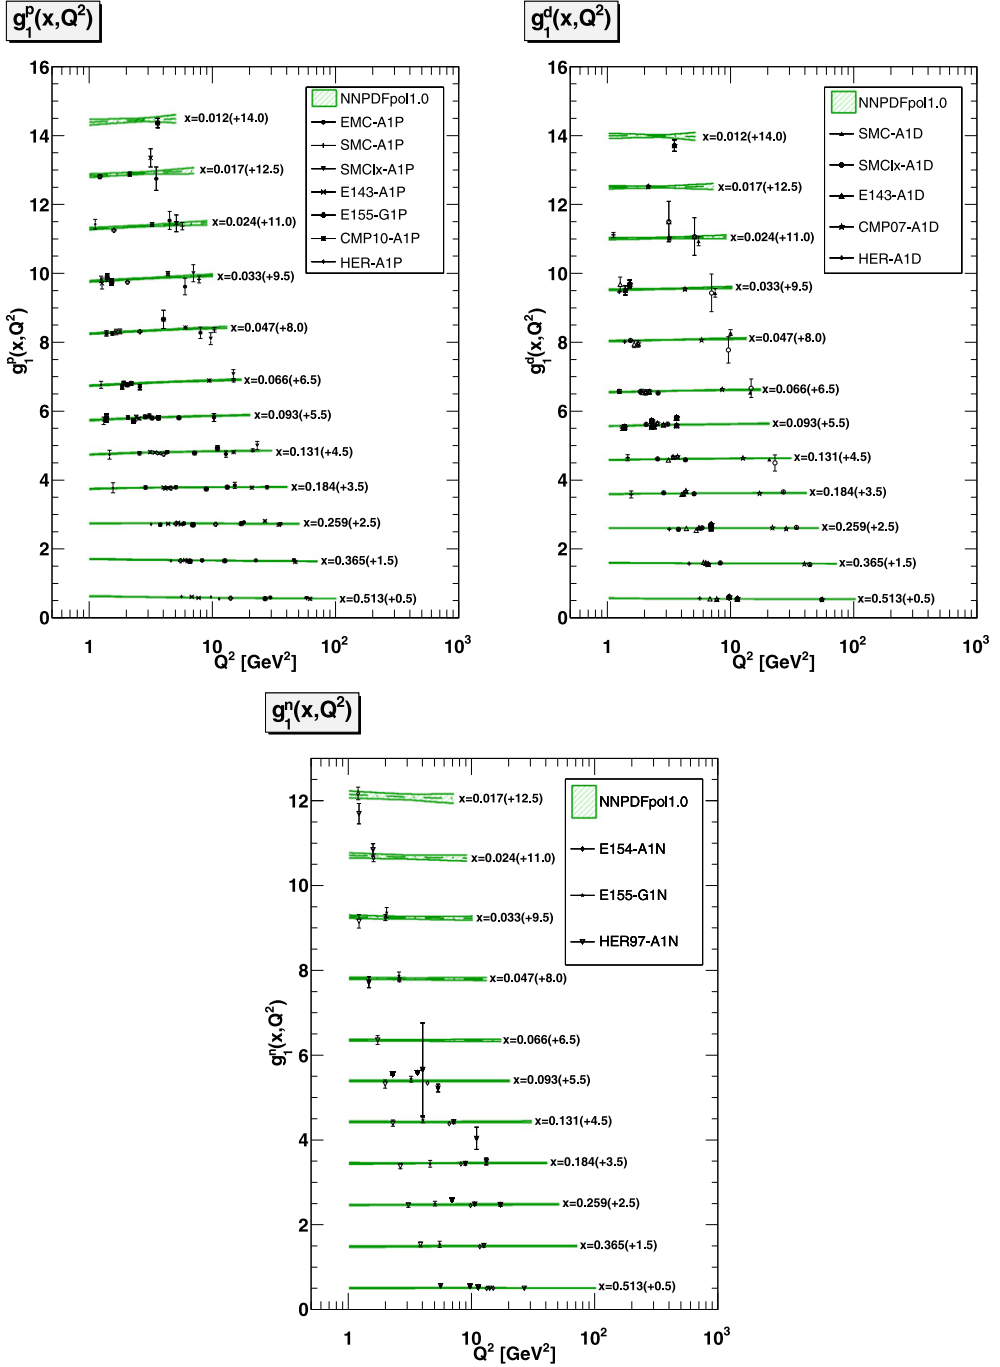 g₁ᵖ(x,Q²)
16
14
12
10
8
6
4
2
0
g₁ᵖ(x,Q²)
NNPDFpol1.0
EMC-A1P
SMC-A1P
SMClx-A1P
E143-A1P
E155-G1P
CMP10-A1P
HER-A1P
x=0.012(+14.0)
x=0.017(+12.5)
x=0.024(+11.0)
x=0.033(+9.5)
x=0.047(+8.0)
x=0.066(+6.5)
x=0.093(+5.5)
x=0.131(+4.5)
x=0.184(+3.5)
x=0.259(+2.5)
x=0.365(+1.5)
x=0.513(+0.5)
1 10 10² 10³
Q² [GeV²]
g₁ᵈ(x,Q²)
16
14
12
10
8
6
4
2
0
g₁ᵈ(x,Q²)
NNPDFpol1.0
SMC-A1D
SMClx-A1D
E143-A1D
CMP07-A1D
HER-A1D
x=0.012(+14.0)
x=0.017(+12.5)
x=0.024(+11.0)
x=0.033(+9.5)
x=0.047(+8.0)
x=0.066(+6.5)
x=0.093(+5.5)
x=0.131(+4.5)
x=0.184(+3.5)
x=0.259(+2.5)
x=0.365(+1.5)
x=0.513(+0.5)
1 10 10² 10³
Q² [GeV²]
g₁ⁿ(x,Q²)
12
10
8
6
4
2
0
g₁ⁿ(x,Q²)
NNPDFpol1.0
E154-A1N
E155-G1N
HER97-A1N
x=0.017(+12.5)
x=0.024(+11.0)
x=0.033(+9.5)
x=0.047(+8.0)
x=0.066(+6.5)
x=0.093(+5.5)
x=0.131(+4.5)
x=0.184(+3.5)
x=0.259(+2.5)
x=0.365(+1.5)
x=0.513(+0.5)
1 10 10² 10³
Q² [GeV²]